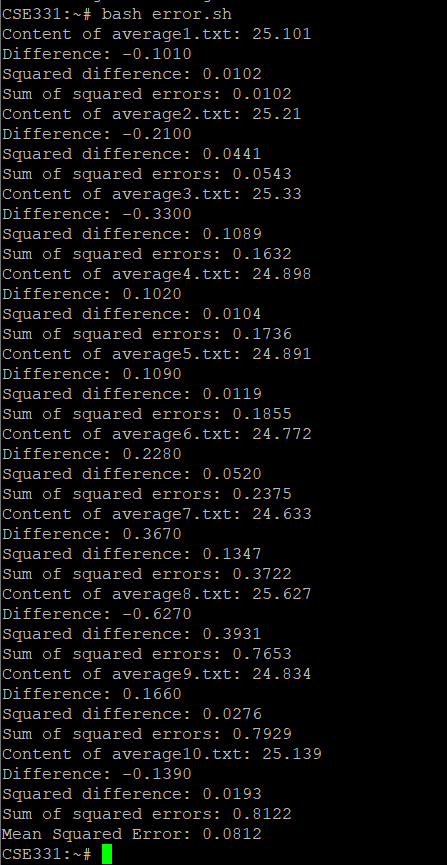 CSE331:~# bash error.sh
Content of average1.txt: 25.101
Difference: -0.1010
Squared difference: 0.0102
Sum of squared errors: 0.0102
Content of average2.txt: 25.21
Difference: -0.2100
Squared difference: 0.0441
Sum of squared errors: 0.0543
Content of average3.txt: 25.33
Difference: -0.3300
Squared difference: 0.1089
Sum of squared errors: 0.1632
Content of average4.txt: 24.898
Difference: 0.1020
Squared difference: 0.0104
Sum of squared errors: 0.1736
Content of average5.txt: 24.891
Difference: 0.1090
Squared difference: 0.0119
Sum of squared errors: 0.1855
Content of average6.txt: 24.772
Difference: 0.2280
Squared difference: 0.0520
Sum of squared errors: 0.2375
Content of average7.txt: 24.633
Difference: 0.3670
Squared difference: 0.1347
Sum of squared errors: 0.3722
Content of average8.txt: 25.627
Difference: -0.6270
Squared difference: 0.3931
Sum of squared errors: 0.7653
Content of average9.txt: 24.834
Difference: 0.1660
Squared difference: 0.0276
Sum of squared errors: 0.7929
Content of average10.txt: 25.139
Difference: -0.1390
Squared difference: 0.0193
Sum of squared errors: 0.8122
Mean Squared Error: 0.0812
CSE331:~#